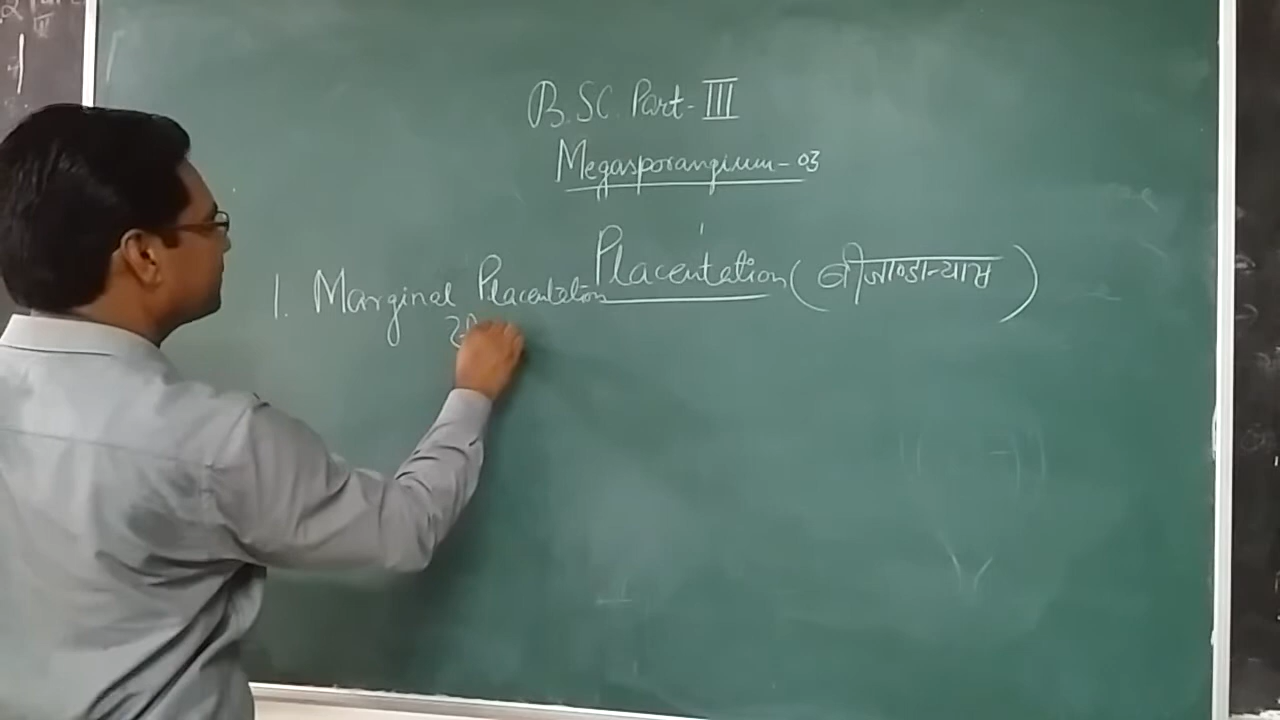 B.SC. Part-III
Megasporangium-03
Placentation (बीजाण्डान्यास)
1. Marginal Placentation